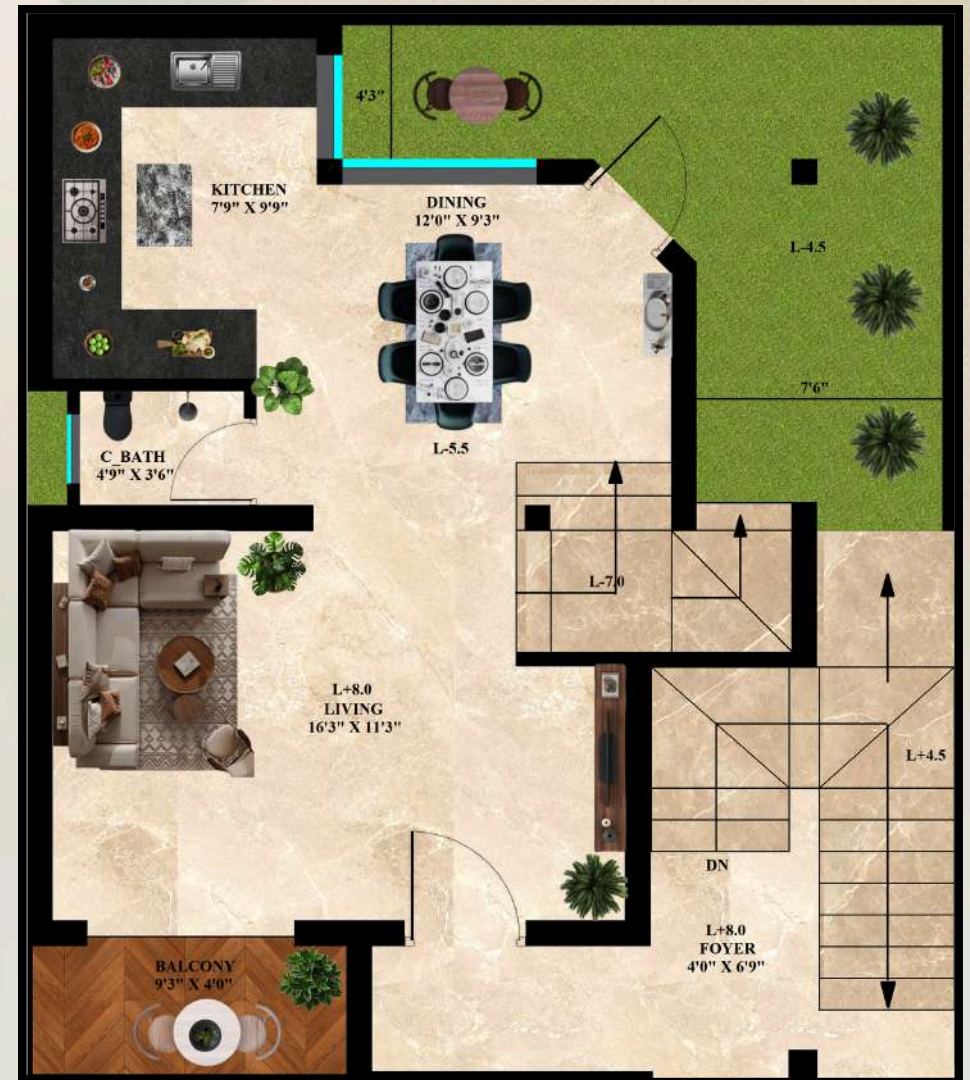 4'3"
KITCHEN
7'9" X 9'9"
DINING
12'0" X 9'3"
L-4.5
7'6"
L-5.5
C_BATH
4'9" X 3'6"
L-7.0
L+8.0
LIVING
16'3" X 11'3"
L+4.5
DN
L+8.0
FOYER
4'0" X 6'9"
BALCONY
9'3" X 4'0"